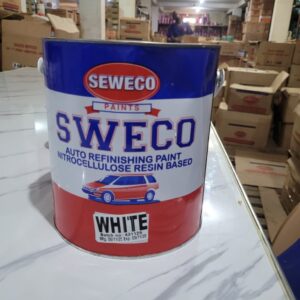 SEWECO
PAINTS
SWECO
AUTO REFINISHING PAINT
NITROCELLULOSE RESIN BASED
WHITE